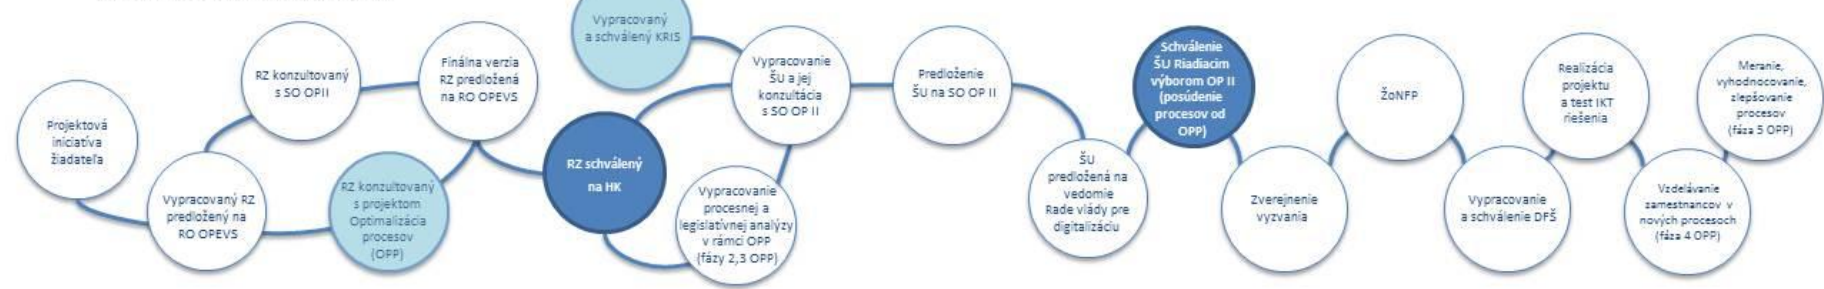 Projektová
iniciatíva
žiadateľa
Vypracovaný RZ
predložený na
RO OPEVS
RZ konzultovaný
s SO OPII
RZ konzultovaný
s projektom
Optimalizácia
procesov
(OPP)
Finálna verzia
RZ predložená
na RO OPEVS
RZ schválený
na HK
Vypracovaný
a schválený KRIS
Vypracovanie
procesnej a
legislatívnej analýzy
v rámci OPP
(fázy 2,3 OPP)
Vypracovanie
ŠU a jej
konzultácia
s SO OP II
Predloženie
ŠU na SO OP II
ŠU
predložená na
vedomie
Rade vlády pre
digitalizáciu
Schválenie
ŠU Riadiacim
výborom OP II
(posúdenie
procesov od
OPP)
Zverejnenie
vyzvania
ŽoNFP
Vypracovanie
a schválenie DFŠ
Realizácia
projektu
a test IKT
riešenia
Vzdelávanie
zamestnancov v
nových procesoch
(fáza 4 OPP)
Meranie,
vyhodnocovanie,
zlepšovanie
procesov
(fáza 5 OPP)